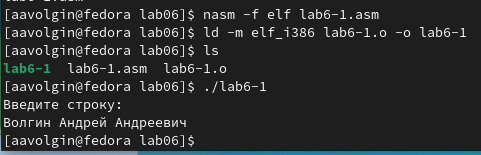 [aavolgin@fedora lab06]$ nasm -f elf lab6-1.asm
[aavolgin@fedora lab06]$ ld -m elf_i386 lab6-1.o -o lab6-1
[aavolgin@fedora lab06]$ ls
lab6-1 lab6-1.asm lab6-1.o
[aavolgin@fedora lab06]$ ./lab6-1
Введите строку:
Волгин Андрей Андреевич
[aavolgin@fedora lab06]$